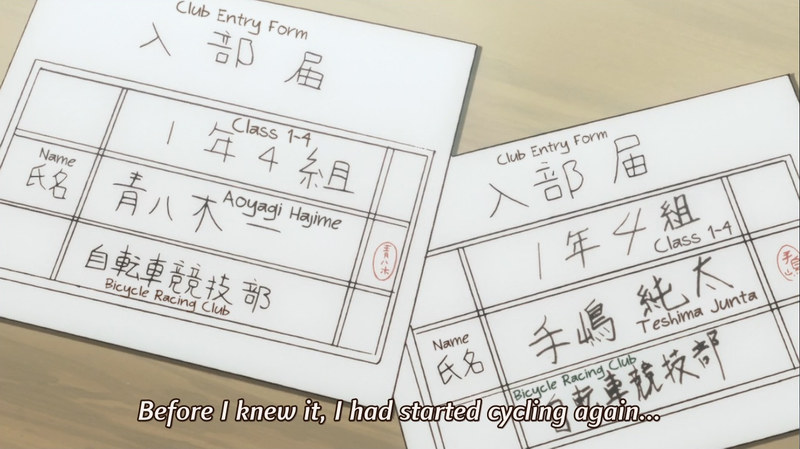 Club Entry Form
入部届
Class 1-4
1年4組
Name
氏名
青八木 一
Aoyagi Hajime
青八木
自転車競技部
Bicycle Racing Club
Club Entry Form
入部届
1年4組
Class 1-4
Name
氏名
手嶋 純太
Teshima Junta
Bicycle Racing Club
自転車競技部
Before I knew it, I had started cycling again...